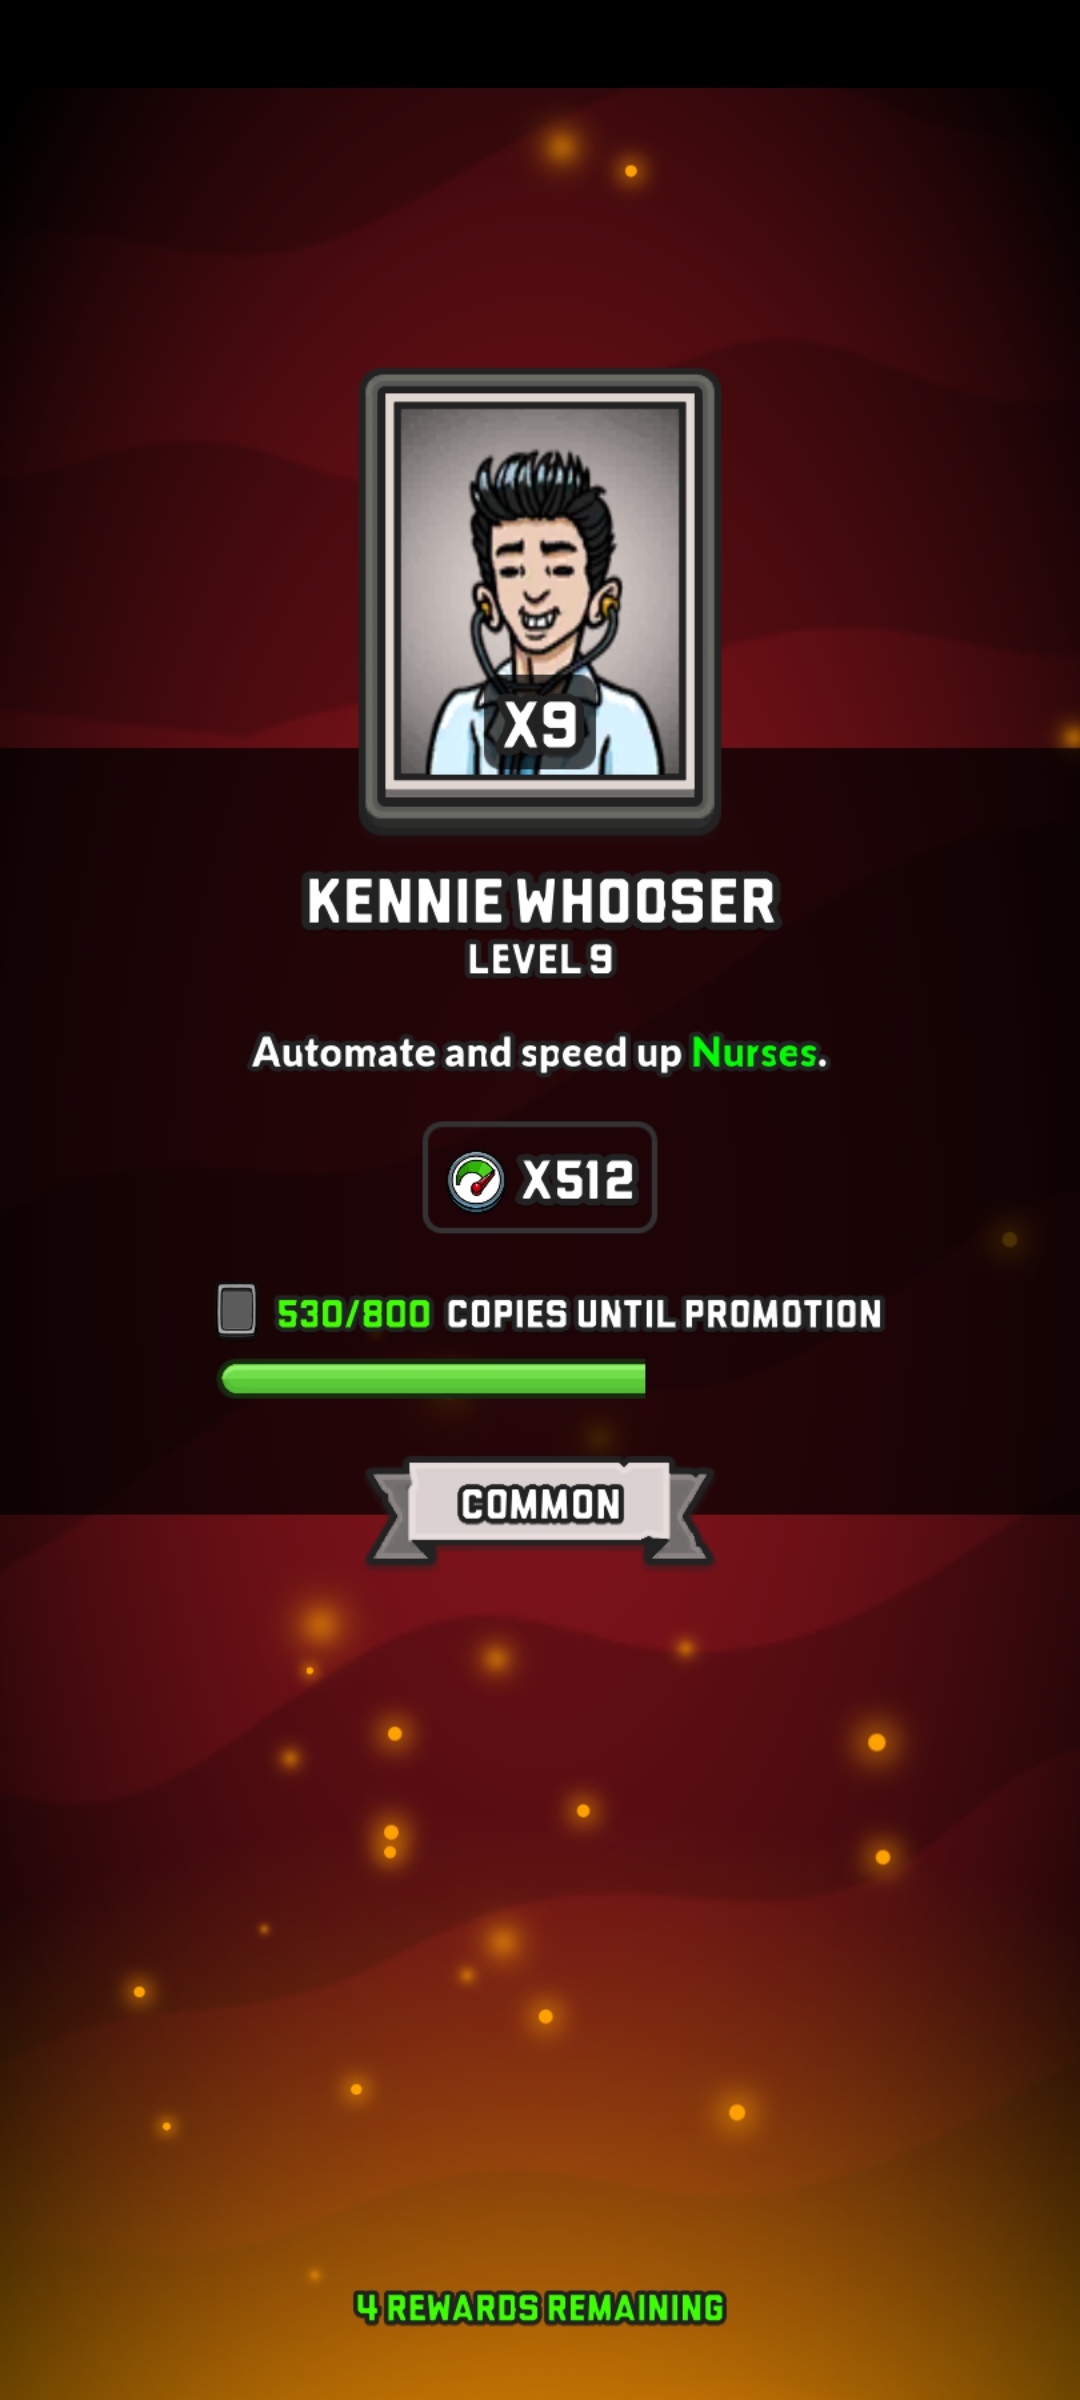 X9
KENNIE WHOOSER
LEVEL 9
Automate and speed up Nurses.
X512
530/800 COPIES UNTIL PROMOTION
COMMON
4 REWARDS REMAINING